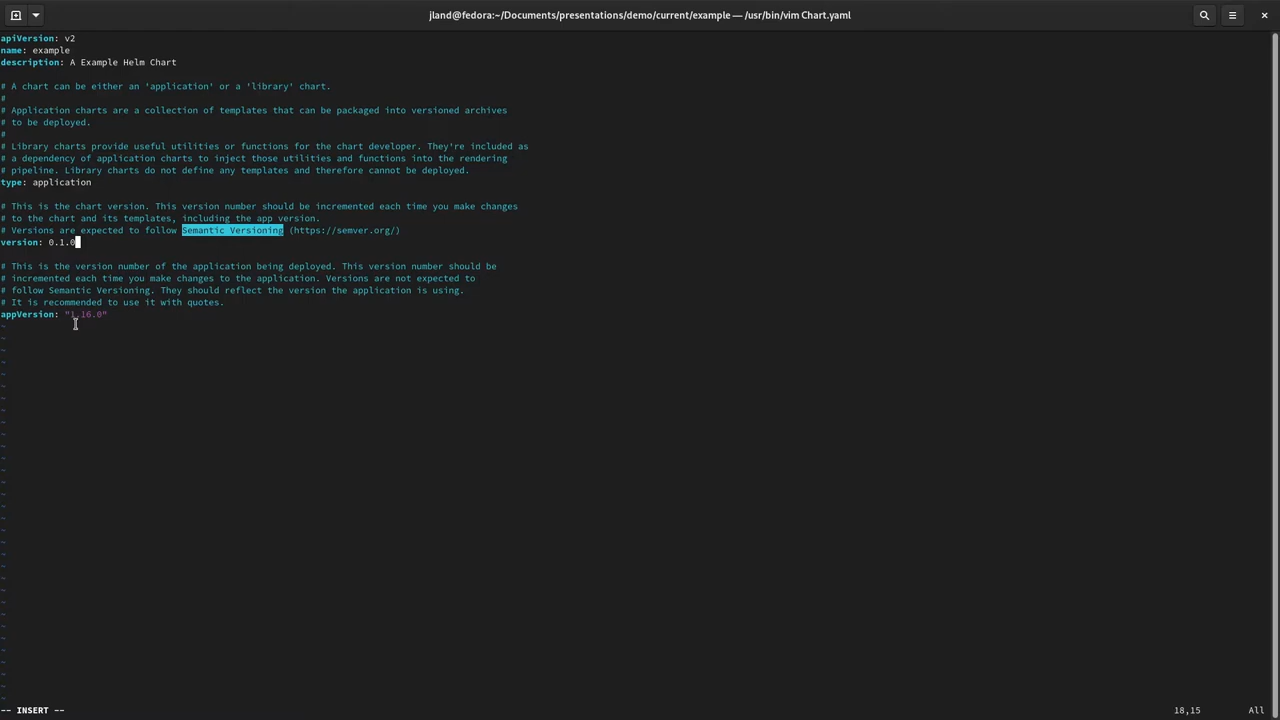 jland@fedora:~/Documents/presentations/demo/current/example — /usr/bin/vim Chart.yaml
apiVersion: v2
name: example
description: A Example Helm Chart
# A chart can be either an 'application' or a 'library' chart.
#
# Application charts are a collection of templates that can be packaged into versioned archives
# to be deployed.
#
# Library charts provide useful utilities or functions for the chart developer. They're included as
# a dependency of application charts to inject those utilities and functions into the rendering
# pipeline. Library charts do not define any templates and therefore cannot be deployed.
type: application
# This is the chart version. This version number should be incremented each time you make changes
# to the chart and its templates, including the app version.
# Versions are expected to follow Semantic Versioning (https://semver.org/)
version: 0.1.0
# This is the version number of the application being deployed. This version number should be
# incremented each time you make changes to the application. Versions are not expected to
# follow Semantic Versioning. They should reflect the version the application is using.
# It is recommended to use it with quotes.
appVersion: "1.16.0"
-- INSERT -- 18,15 All